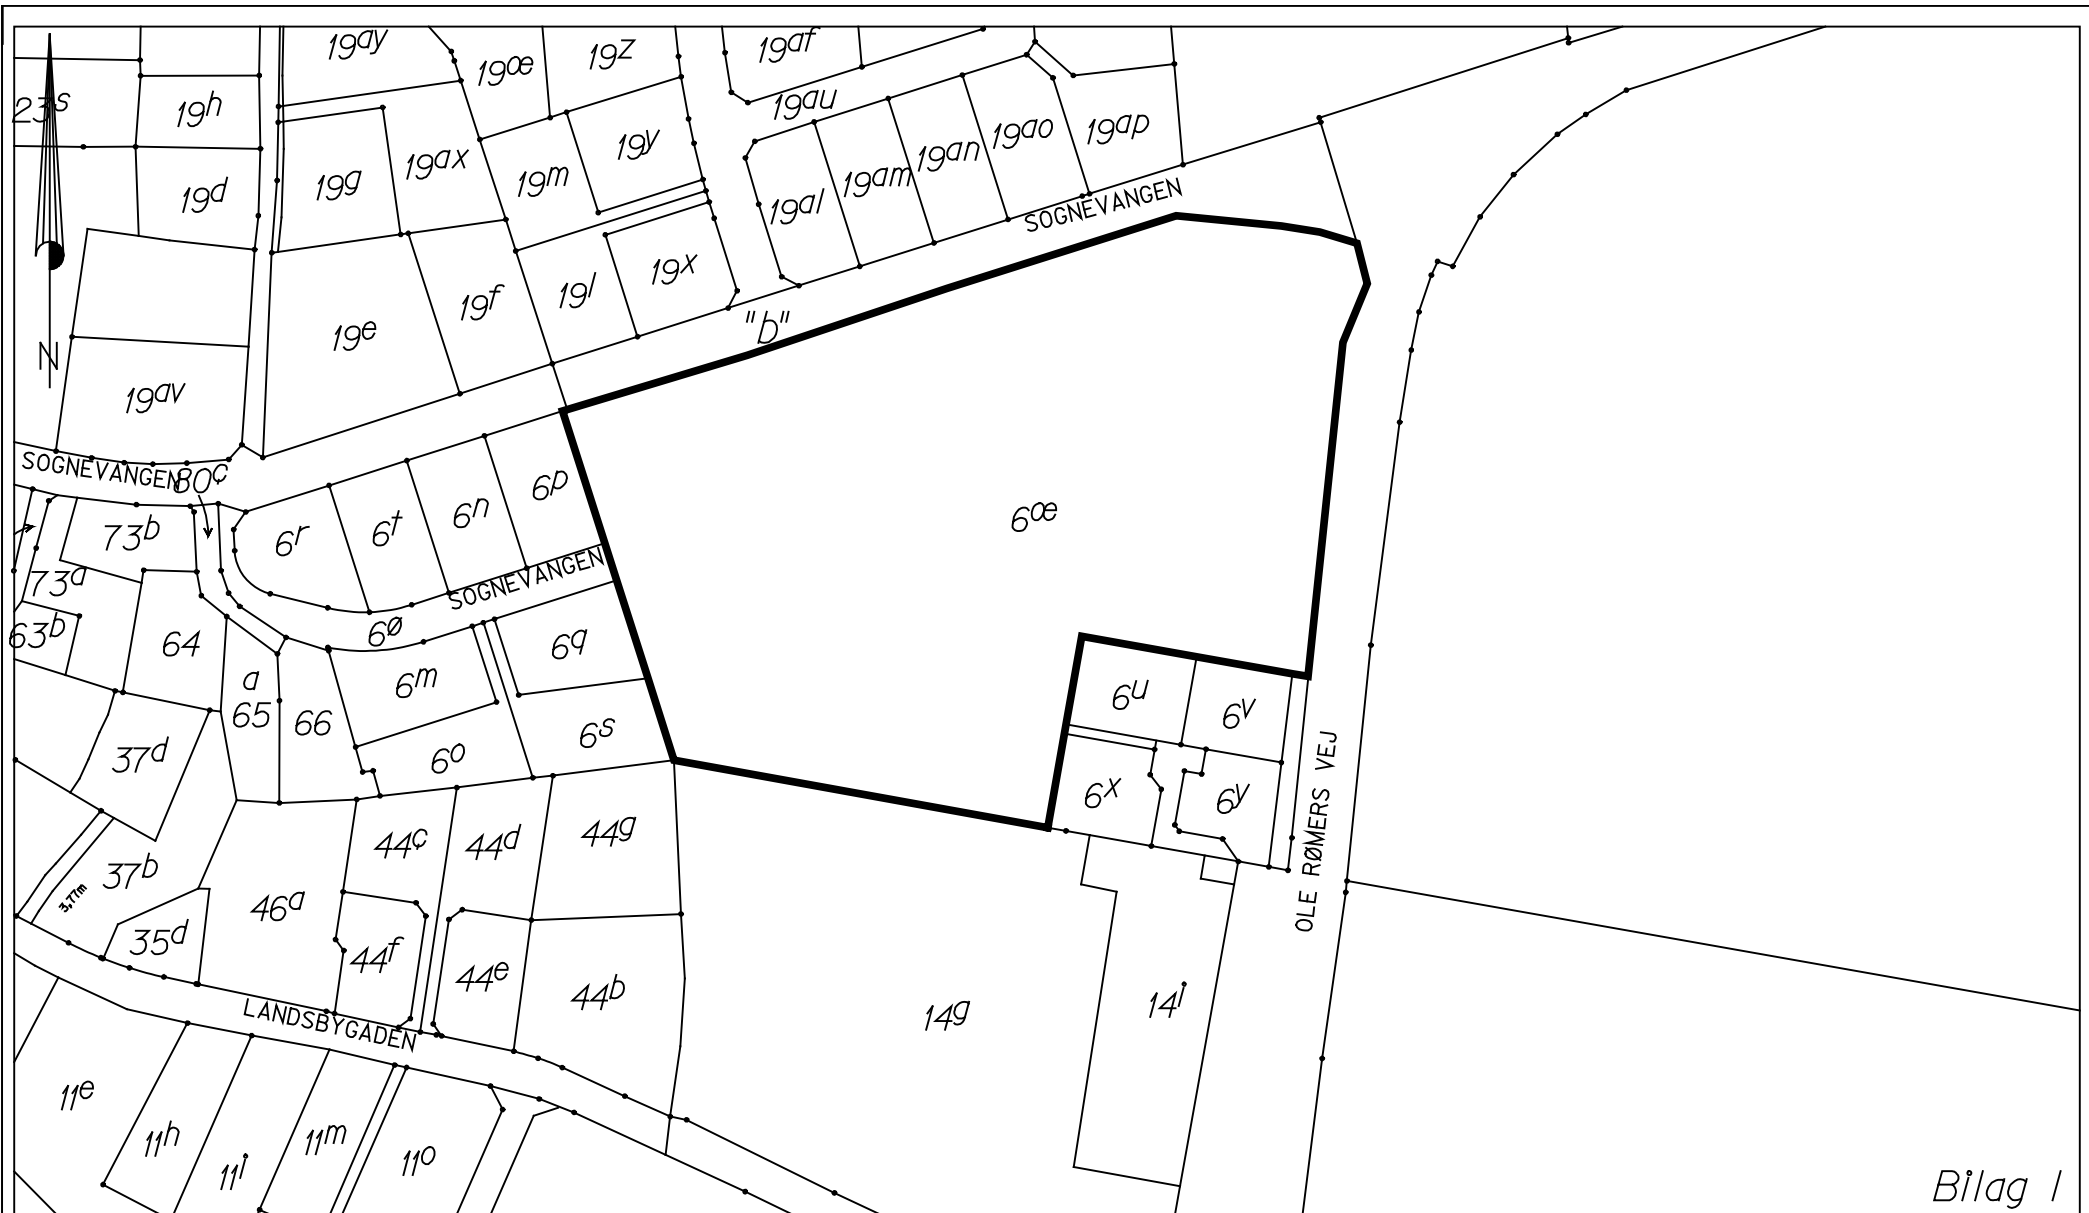 19ay
19œ
19z
19af
23s
19h
19au
19g
19ax
19m
19y
19d
19al
19am
19an
19ao
19ap
SOGNEVANGEN
19e
19f
19l
19x
"b"
N
19av
SOGNEVANGEN
80c
73b
6r
6t
6n
6p
6œ
73a
SOGNEVANGEN
63b
64
6ø
6q
a
65
66
6m
6u
6v
37d
6o
6s
6x
6y
OLE RØMERS VEJ
37b
3,77m
44c
44d
44g
46a
35d
44f
44e
44b
LANDSBYGADEN
14g
14i
11e
11h
11i
11m
11o
Bilag 1